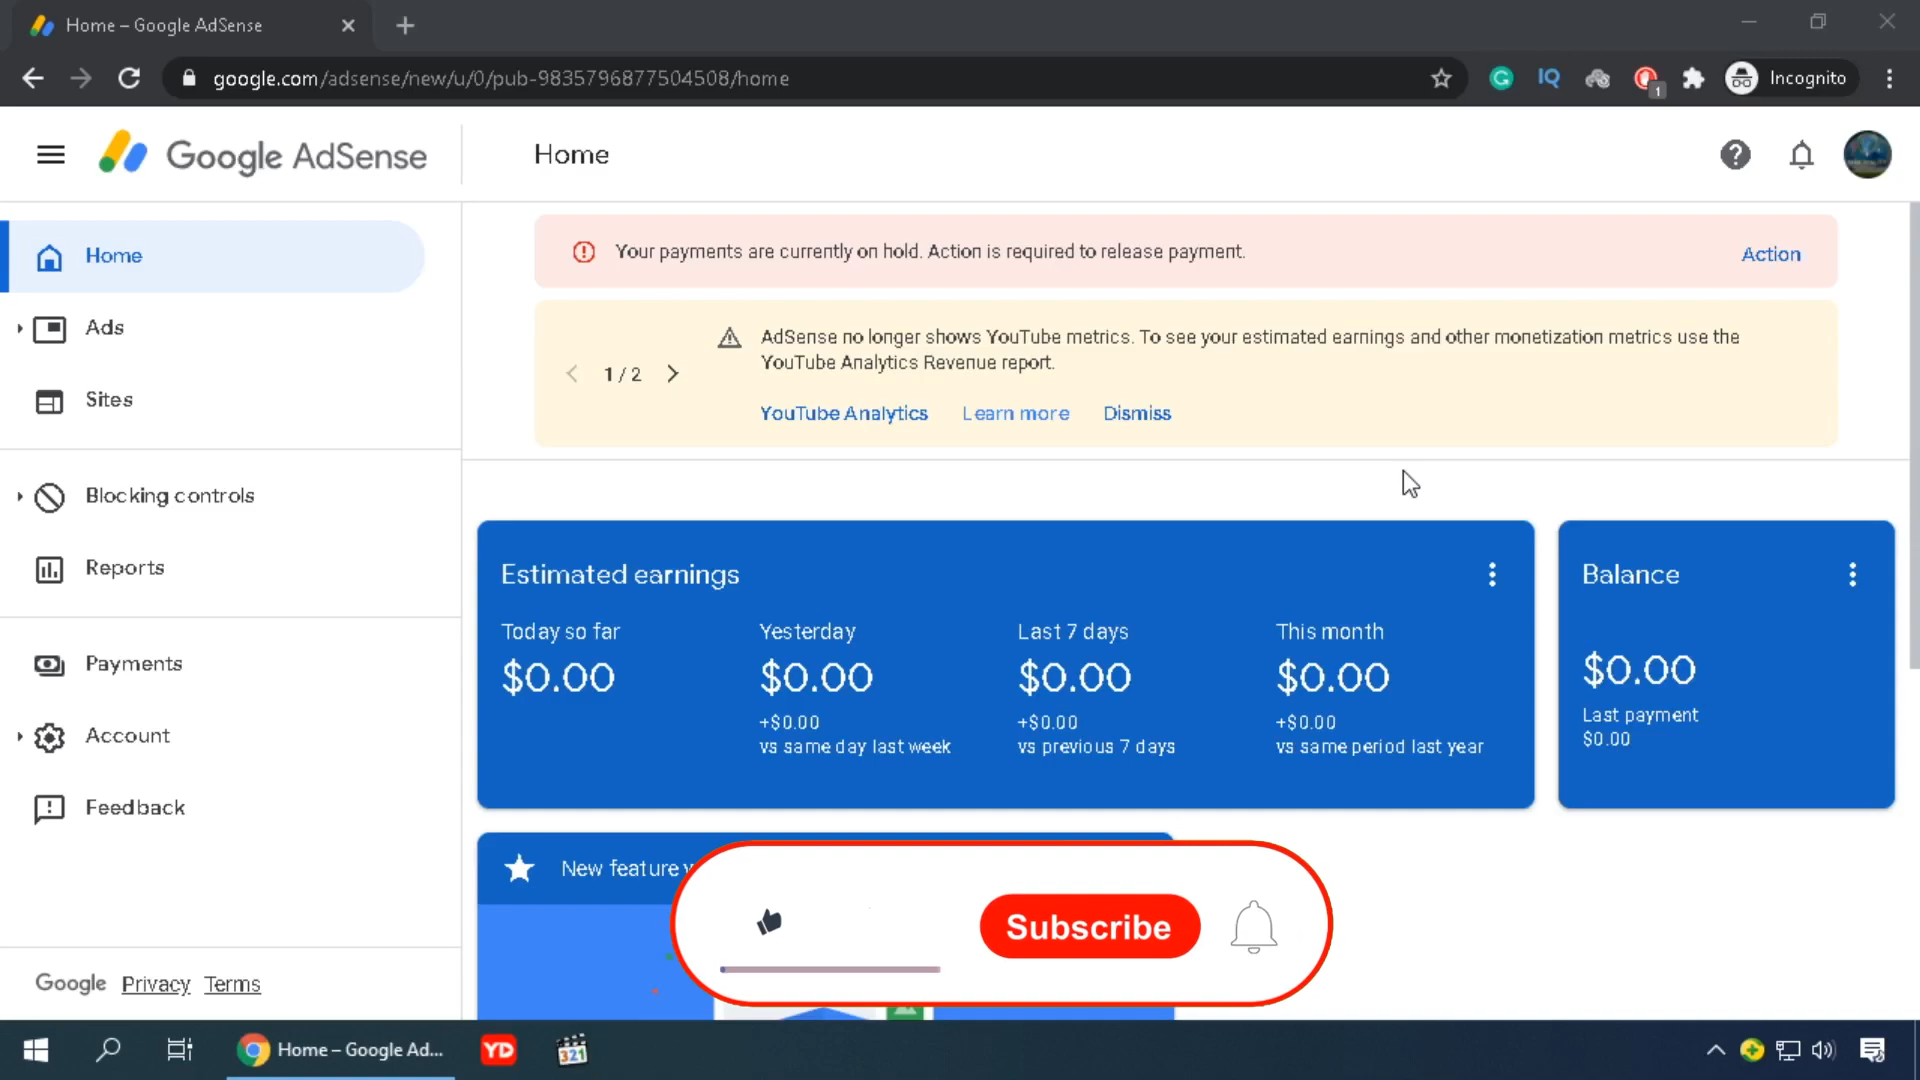 Home – Google AdSense
google.com/adsense/new/u/0/pub-9835796877504508/home
IQ
1
Incognito
Google AdSense
Home
Home
Ads
Sites
Blocking controls
Reports
Payments
Account
Feedback
Google Privacy Terms
Your payments are currently on hold. Action is required to release payment.
Action
1 / 2
AdSense no longer shows YouTube metrics. To see your estimated earnings and other monetization metrics use the
YouTube Analytics Revenue report.
YouTube Analytics Learn more Dismiss
Estimated earnings
Today so far
$0.00
Yesterday
$0.00
+$0.00
vs same day last week
Last 7 days
$0.00
+$0.00
vs previous 7 days
This month
$0.00
+$0.00
vs same period last year
Balance
$0.00
Last payment
$0.00
New feature
Subscribe
Home – Google Ad...
YD
321